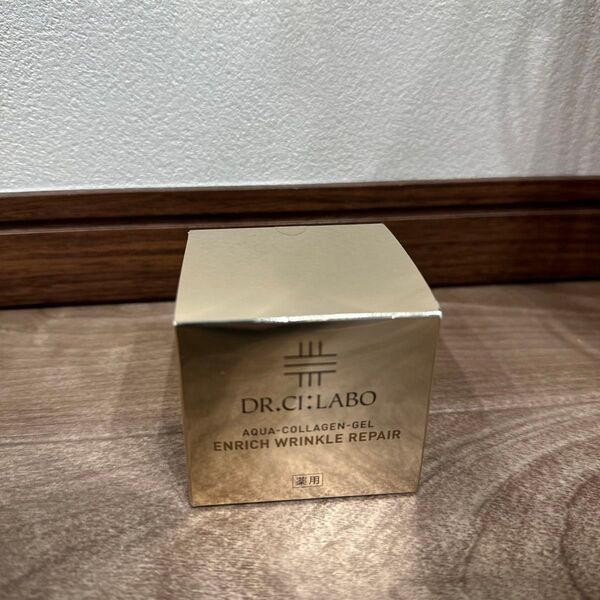 DR.CI:LABO
AQUA-COLLAGEN-GEL
ENRICH WRINKLE REPAIR
薬用